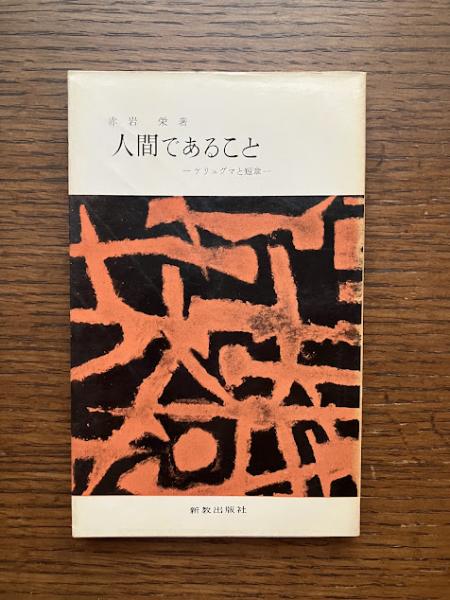 赤岩 栄 著
人間であること
―ケリュグマと短章―
新教出版社